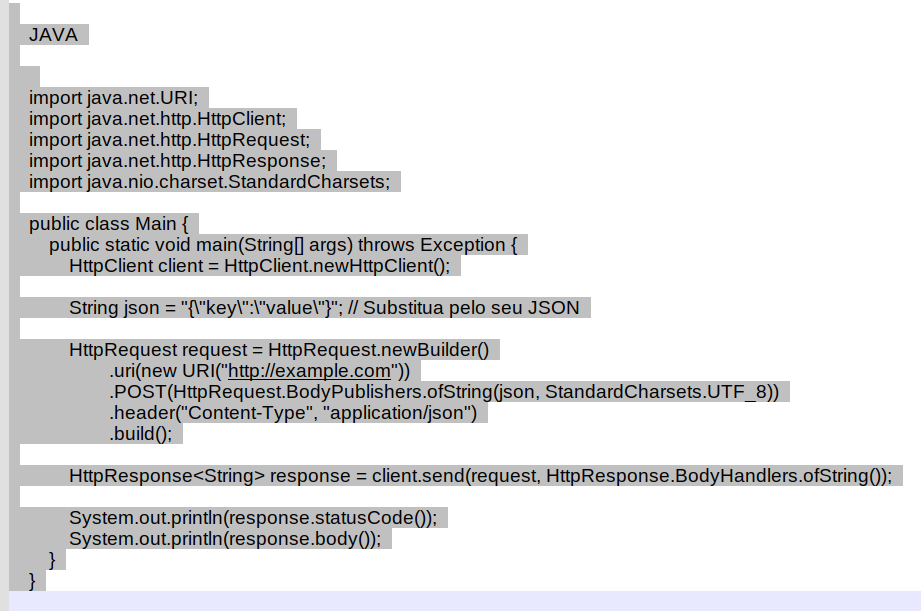 JAVA
import java.net.URI;
import java.net.http.HttpClient;
import java.net.http.HttpRequest;
import java.net.http.HttpResponse;
import java.nio.charset.StandardCharsets;
public class Main {
    public static void main(String[] args) throws Exception {
        HttpClient client = HttpClient.newHttpClient();
        String json = "{\"key\":\"value\"}"; // Substitua pelo seu JSON
        HttpRequest request = HttpRequest.newBuilder()
                .uri(new URI("http://example.com"))
                .POST(HttpRequest.BodyPublishers.ofString(json, StandardCharsets.UTF_8))
                .header("Content-Type", "application/json")
                .build();
        HttpResponse<String> response = client.send(request, HttpResponse.BodyHandlers.ofString());
        System.out.println(response.statusCode());
        System.out.println(response.body());
    }
}